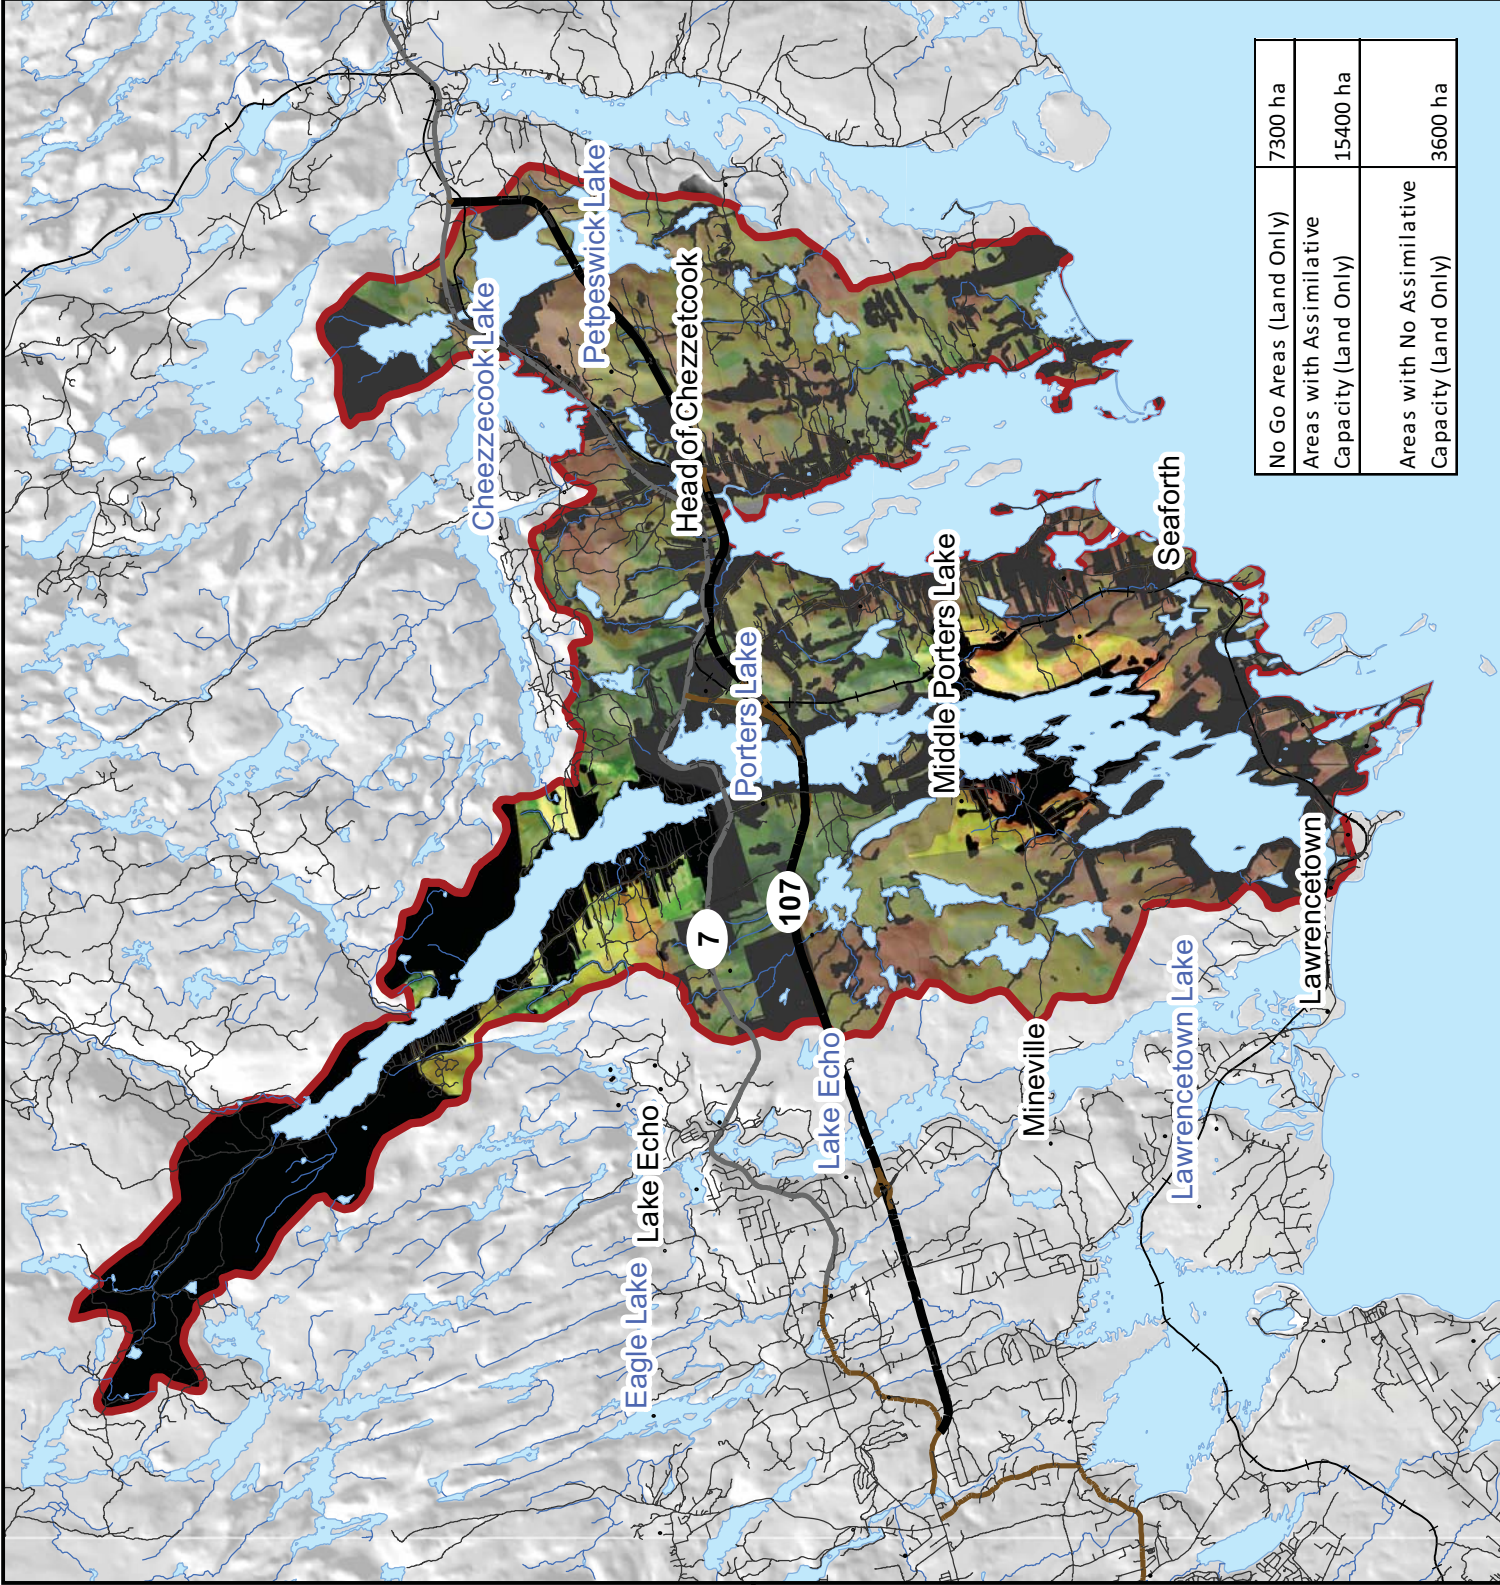 Cheezzecook Lake
Petpeswick Lake
Head of Chezzetcook
Porters Lake
Middle Porters Lake
Seaforth
7
107
Lake Echo
Eagle Lake
Lake Echo
Mineville
Lawrencetown Lake
Lawrencetown
No Go Areas (Land Only) 7300 ha
Areas with Assimilative
Capacity (Land Only) 15400 ha
Areas with No Assimilative
Capacity (Land Only) 3600 ha